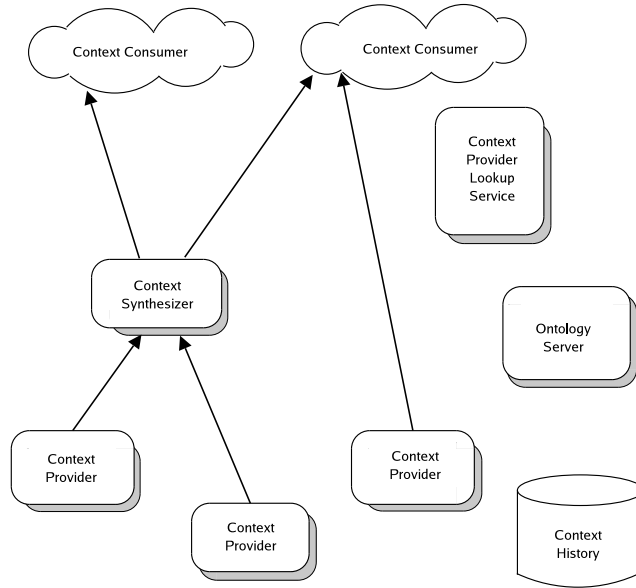 Context Consumer
Context Consumer
Context
Provider
Lookup
Service
Context
Synthesizer
Ontology
Server
Context
Provider
Context
Provider
Context
Provider
Context
History